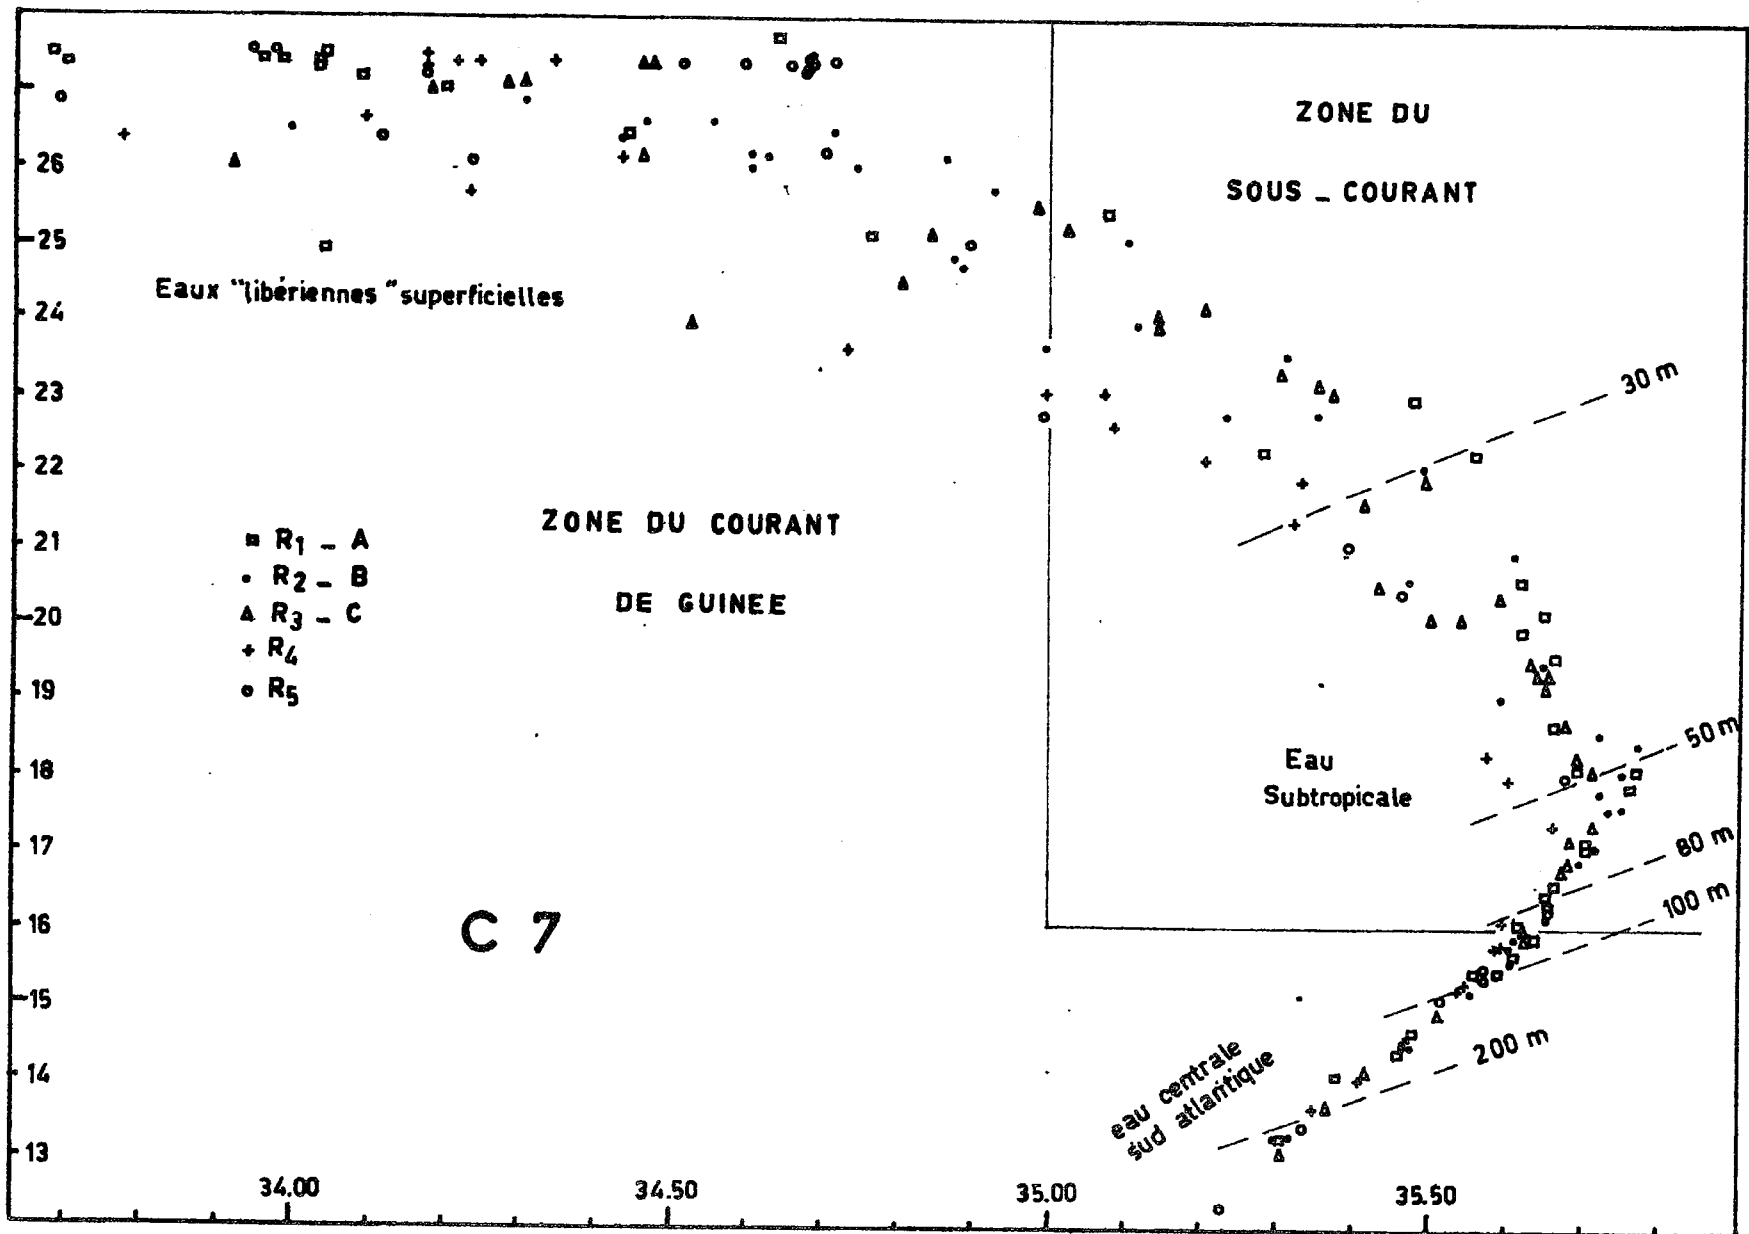 ZONE DU
SOUS _ COURANT
26
25
24
23
22
21
20
19
18
17
16
15
14
13
Eaux "libériennes" superficielles
30 m
ZONE DU COURANT
DE GUINEE
R1 _ A
R2 _ B
R3 _ C
R4
R5
Eau
Subtropicale
50 m
80 m
100 m
200 m
C 7
eau centrale
sud atlantique
34.00
34.50
35.00
35.50